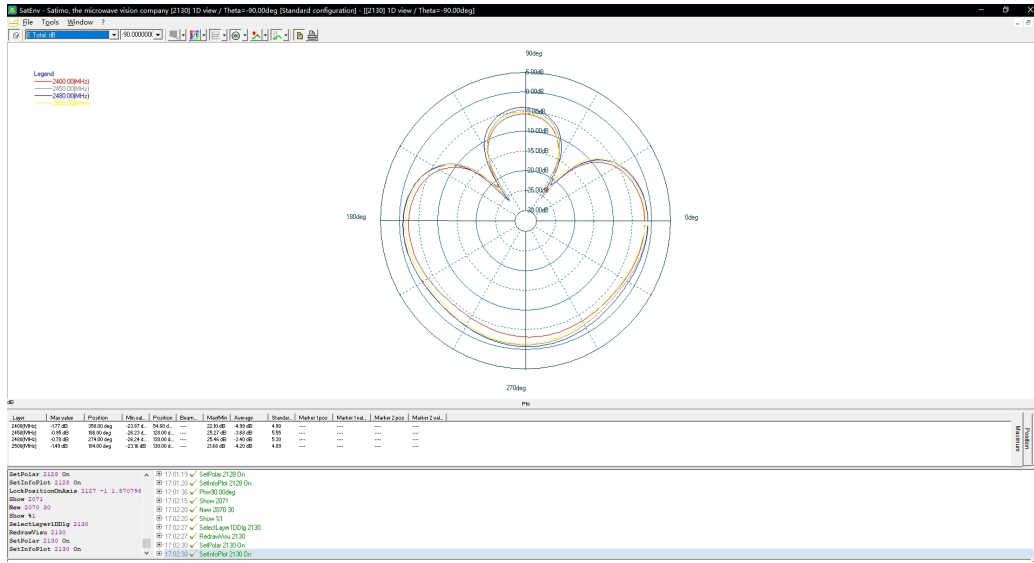 SatEnv - Satimo, the microwave vision company [2130] 1D view / Theta=-90.00deg [Standard configuration] - [[2130] 1D view / Theta=-90.00deg]
File Tools Window ?
E Total dB -90.000000
Legend
2400.00(MHz)
2450.00(MHz)
2480.00(MHz)
2500.00(MHz)
90deg
5.00dB
0.00dB
-5.00dB
-10.00dB
-15.00dB
-20.00dB
-25.00dB
-30.00dB
180deg
0deg
270deg
dB
Phi
Layer Max value Position Min val... Position Beam... Max/Min Average Standar... Marker 1 pos Marker 1 val... Marker 2 pos Marker 2 val...
2400(MHz) -1.77 dB 358.00 deg -23.87 d... 54.00 d... ---- 22.10 dB -4.99 dB 4.90 ---- ---- ---- ----
2450(MHz) -0.95 dB 186.00 deg -26.23 d... 128.00 d... ---- 25.27 dB -3.68 dB 5.55 ---- ---- ---- ----
2480(MHz) -0.78 dB 274.00 deg -26.24 d... 130.00 d... ---- 25.46 dB -3.40 dB 5.20 ---- ---- ---- ----
2500(MHz) -1.49 dB 184.00 deg -23.16 dB 130.00 d... ---- 21.68 dB -4.20 dB 4.89 ---- ---- ---- ----
Maximum
Position
SetPolar 2128 On
SetInfoPlot 2128 On
LockPositionOnAxis 2127 -1 1.570796
Show 2071
New 2070 30
Show %1
SelectLayer1DDlg 2130
RedrawVisu 2130
SetPolar 2130 On
SetInfoPlot 2130 On
17:01:19 SetPolar 2128 On
17:01:20 SetInfoPlot 2128 On
17:01:36 Phi=90.00deg
17:02:15 Show 2071
17:02:20 New 2070 30
17:02:20 Show %1
17:02:27 SelectLayer1DDlg 2130
17:02:27 RedrawVisu 2130
17:02:30 SetPolar 2130 On
17:02:30 SetInfoPlot 2130 On